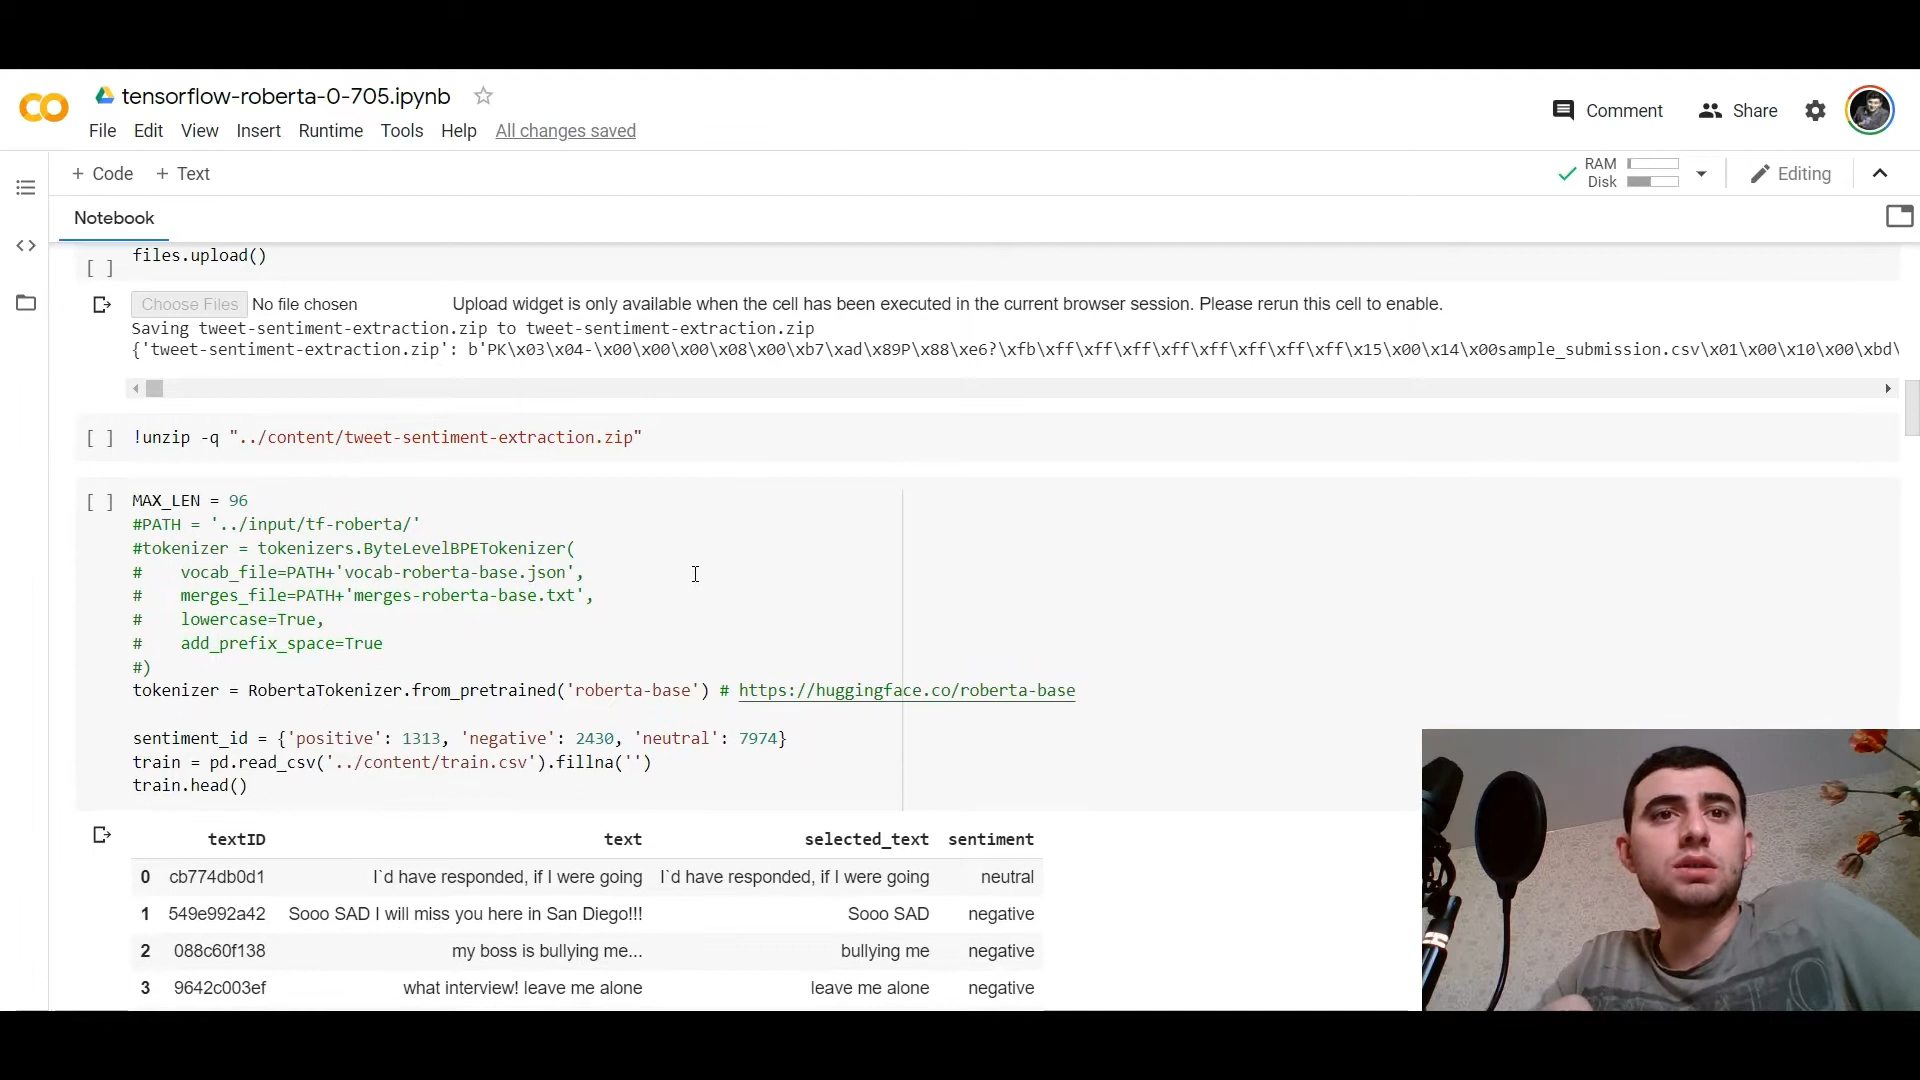 tensorflow-roberta-0-705.ipynb
File Edit View Insert Runtime Tools Help All changes saved
Comment Share
+ Code + Text
RAM
Disk
Editing
Notebook
files.upload()
[ ]
Choose Files No file chosen Upload widget is only available when the cell has been executed in the current browser session. Please rerun this cell to enable.
Saving tweet-sentiment-extraction.zip to tweet-sentiment-extraction.zip
{'tweet-sentiment-extraction.zip': b'PK\x03\x04-\x00\x00\x00\x08\x00\xb7\xad\x89P\x88\xe6?\xfb\xff\xff\xff\xff\xff\xff\xff\xff\x15\x00\x14\x00sample_submission.csv\x01\x00\x10\x00\xbd\
[ ] !unzip -q "../content/tweet-sentiment-extraction.zip"
[ ] MAX_LEN = 96
#PATH = '../input/tf-roberta/'
#tokenizer = tokenizers.ByteLevelBPETokenizer(
#    vocab_file=PATH+'vocab-roberta-base.json',
#    merges_file=PATH+'merges-roberta-base.txt',
#    lowercase=True,
#    add_prefix_space=True
#)
tokenizer = RobertaTokenizer.from_pretrained('roberta-base') # https://huggingface.co/roberta-base
sentiment_id = {'positive': 1313, 'negative': 2430, 'neutral': 7974}
train = pd.read_csv('../content/train.csv').fillna('')
train.head()
textID text selected_text sentiment
0 cb774db0d1 I`d have responded, if I were going I`d have responded, if I were going neutral
1 549e992a42 Sooo SAD I will miss you here in San Diego!!! Sooo SAD negative
2 088c60f138 my boss is bullying me... bullying me negative
3 9642c003ef what interview! leave me alone leave me alone negative